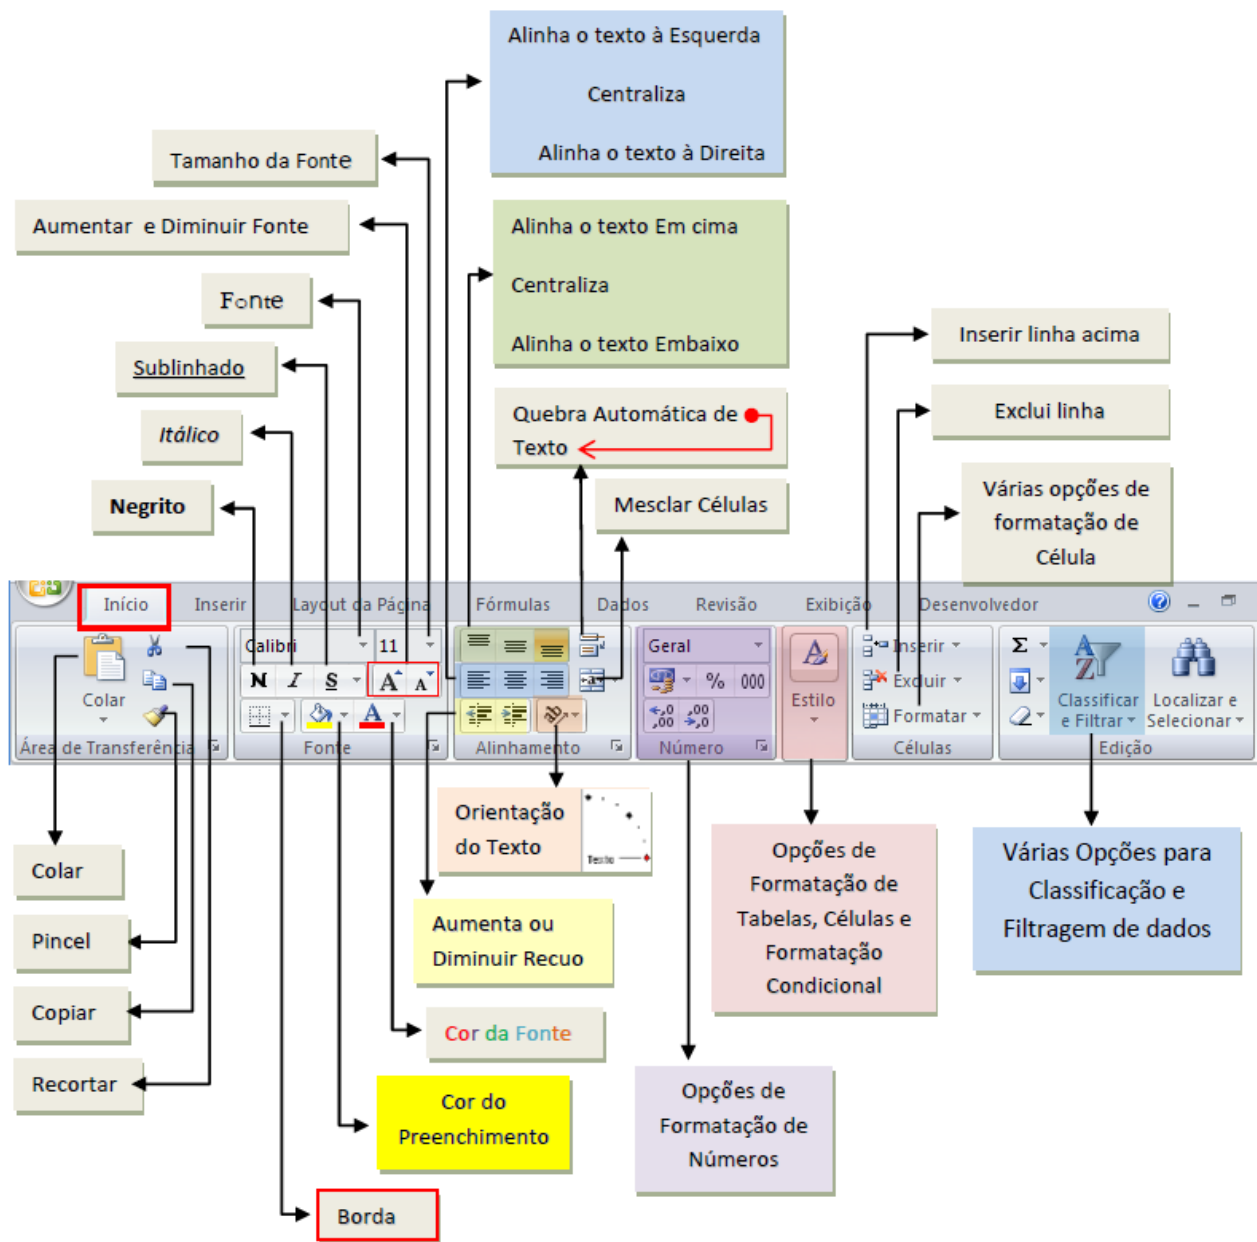 Alinha o texto à Esquerda
Centraliza
Alinha o texto à Direita
Tamanho da Fonte
Aumentar e Diminuir Fonte
Alinha o texto Em cima
Centraliza
Alinha o texto Embaixo
Fonte
Inserir linha acima
Sublinhado
Exclui linha
Itálico
Quebra Automática de
Texto
Negrito
Mesclar Células
Várias opções de
formatação de
Célula
Início Inserir Layout da Página Fórmulas Dados Revisão Exibição Desenvolvedor
Calibri 11
Geral
Inserir
Σ
N I S A A
% 000
Excluir
Colar
Estilo
Classificar
e Filtrar
Localizar e
Selecionar
A
,0 ,00
,00 ,0
Formatar
Área de Transferência Fonte Alinhamento Número Células Edição
Orientação
do Texto
Texto
Colar
Opções de
Formatação de
Tabelas, Células e
Formatação
Condicional
Várias Opções para
Classificação e
Filtragem de dados
Pincel
Aumenta ou
Diminuir Recuo
Copiar
Cor da Fonte
Recortar
Cor do
Preenchimento
Opções de
Formatação de
Números
Borda